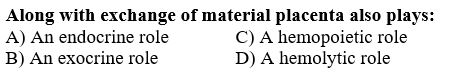 Along with exchange of material placenta also plays:
A) An endocrine role C) A hemopoietic role
B) An exocrine role D) A hemolytic role